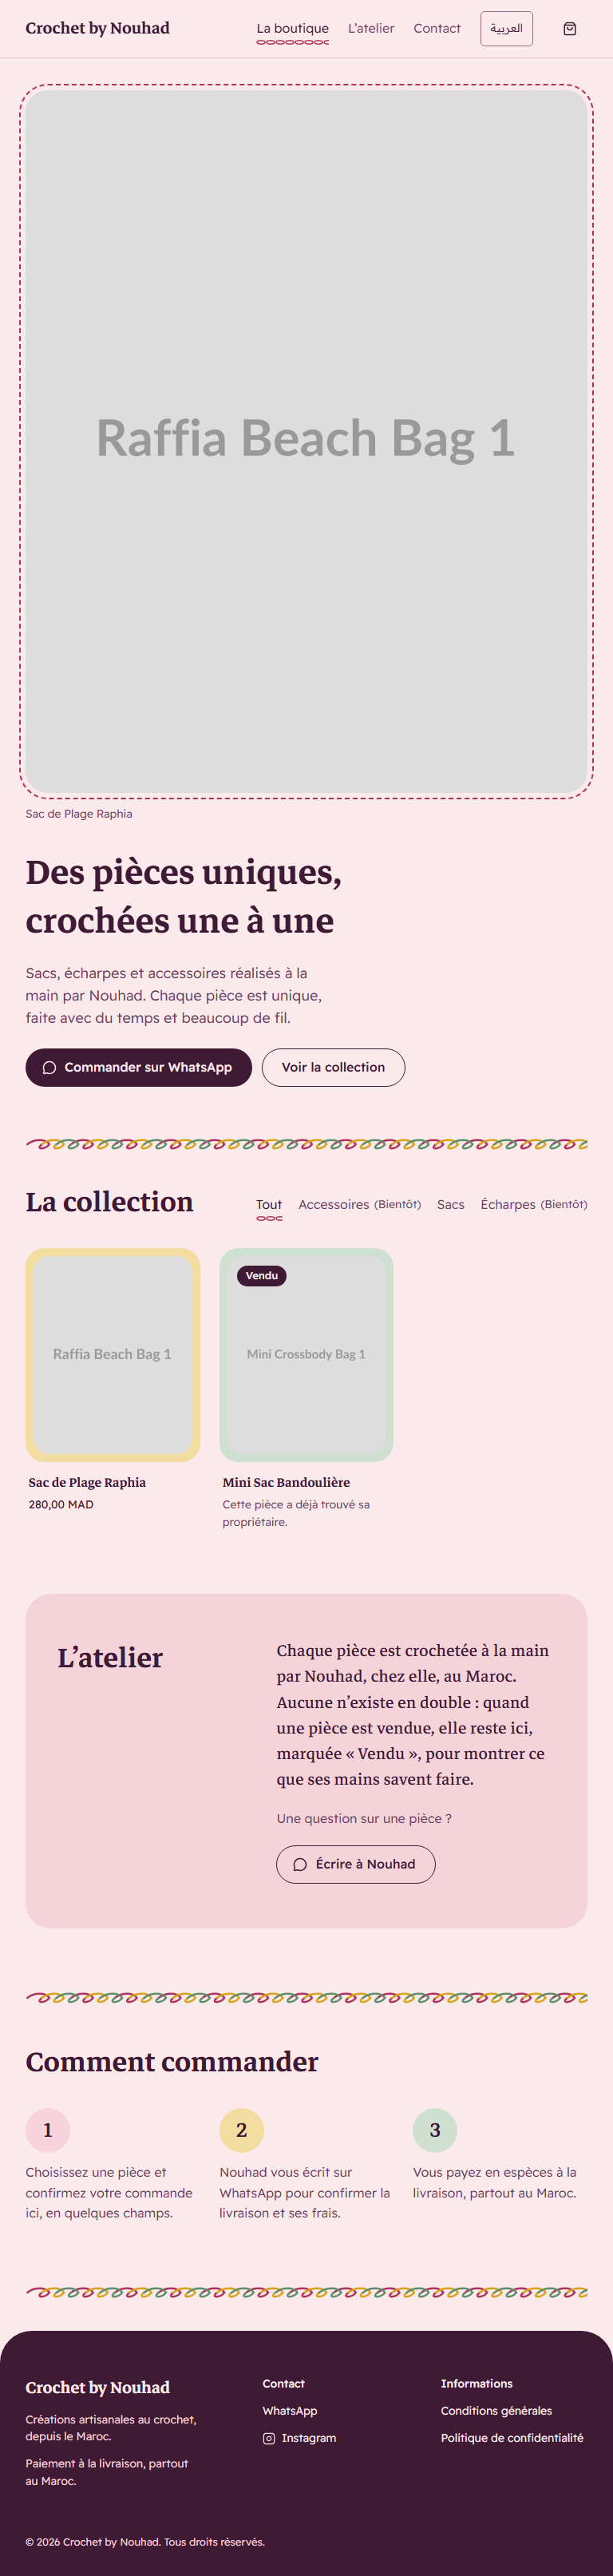 Crochet by Nouhad
La boutique
L’atelier
Contact
العربية
Raffia Beach Bag 1
Sac de Plage Raphia
Des pièces uniques,
crochées une à une
Sacs, écharpes et accessoires réalisés à la
main par Nouhad. Chaque pièce est unique,
faite avec du temps et beaucoup de fil.
Commander sur WhatsApp
Voir la collection
La collection
Tout
Accessoires (Bientôt)
Sacs
Écharpes (Bientôt)
Raffia Beach Bag 1
Sac de Plage Raphia
280,00 MAD
Vendu
Mini Crossbody Bag 1
Mini Sac Bandoulière
Cette pièce a déjà trouvé sa
propriétaire.
L’atelier
Chaque pièce est crochetée à la main
par Nouhad, chez elle, au Maroc.
Aucune n’existe en double : quand
une pièce est vendue, elle reste ici,
marquée « Vendu », pour montrer ce
que ses mains savent faire.
Une question sur une pièce ?
Écrire à Nouhad
Comment commander
1
Choisissez une pièce et
confirmez votre commande
ici, en quelques champs.
2
Nouhad vous écrit sur
WhatsApp pour confirmer la
livraison et ses frais.
3
Vous payez en espèces à la
livraison, partout au Maroc.
Crochet by Nouhad
Créations artisanales au crochet,
depuis le Maroc.
Paiement à la livraison, partout
au Maroc.
Contact
WhatsApp
Instagram
Informations
Conditions générales
Politique de confidentialité
© 2026 Crochet by Nouhad. Tous droits réservés.